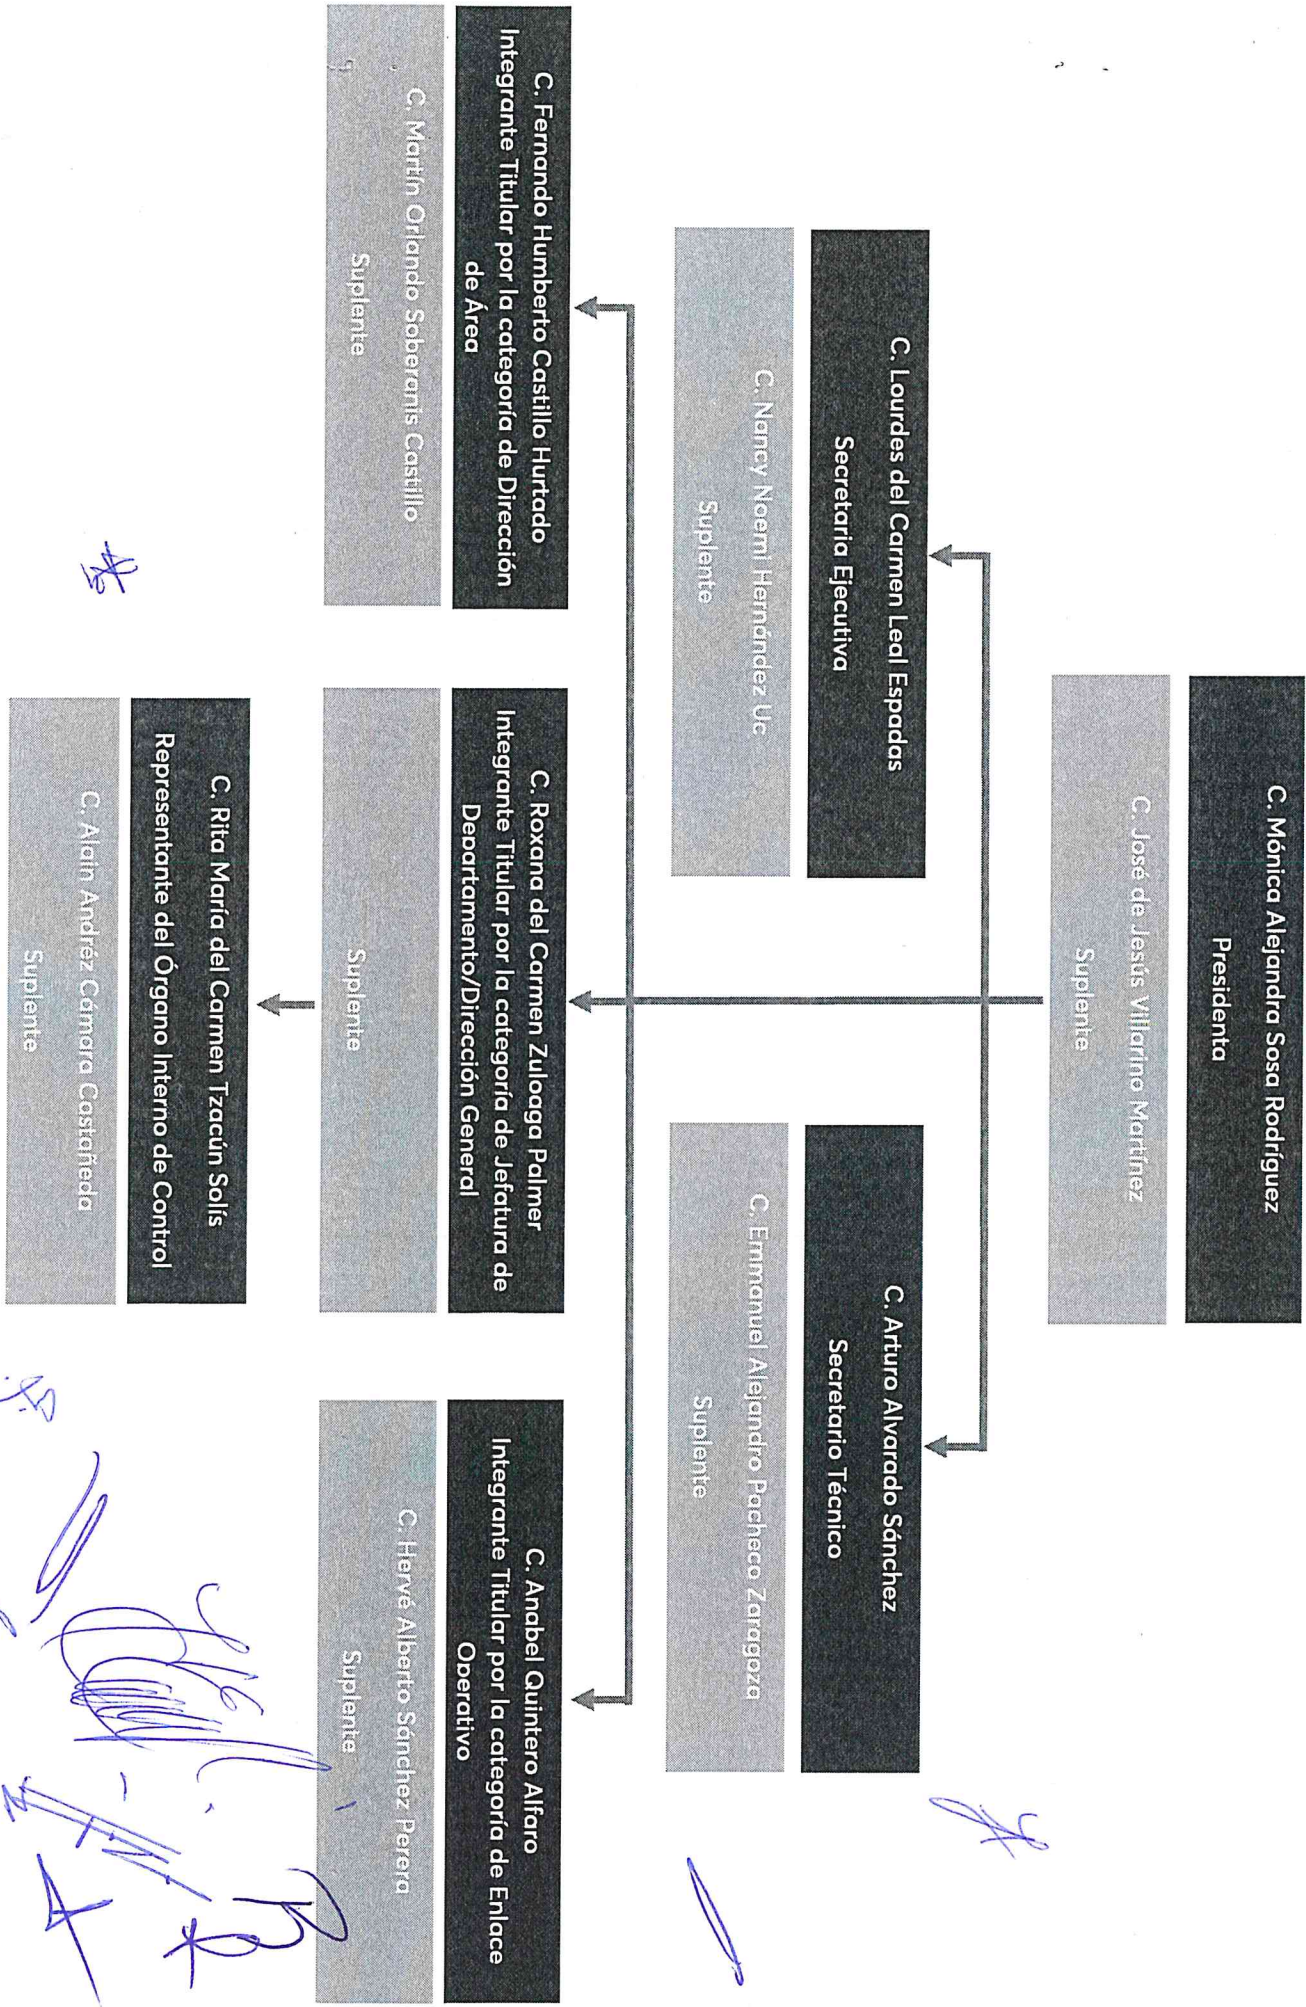 C. Mónica Alejandra Sosa Rodríguez
Presidenta
C. José de Jesús Villarino Martínez
Suplente
C. Lourdes del Carmen Leal Espadas
Secretaria Ejecutiva
C. Nancy Noemí Hernández Uc
Suplente
C. Arturo Alvarado Sánchez
Secretario Técnico
C. Emmanuel Alejandro Pacheco Zaragoza
Suplente
C. Fernando Humberto Castillo Hurtado
Integrante Titular por la categoría de Dirección
de Área
C. Martín Orlando Soberanis Castillo
Suplente
C. Roxana del Carmen Zuloaga Palmer
Integrante Titular por la categoría de Jefatura de
Departamento/Dirección General
Suplente
C. Anabel Quintero Alfaro
Integrante Titular por la categoría de Enlace
Operativo
C. Hervé Alberto Sánchez Perera
Suplente
C. Rita María del Carmen Tzacún Solís
Representante del Órgano Interno de Control
C. Alain Andréz Cámara Castañeda
Suplente